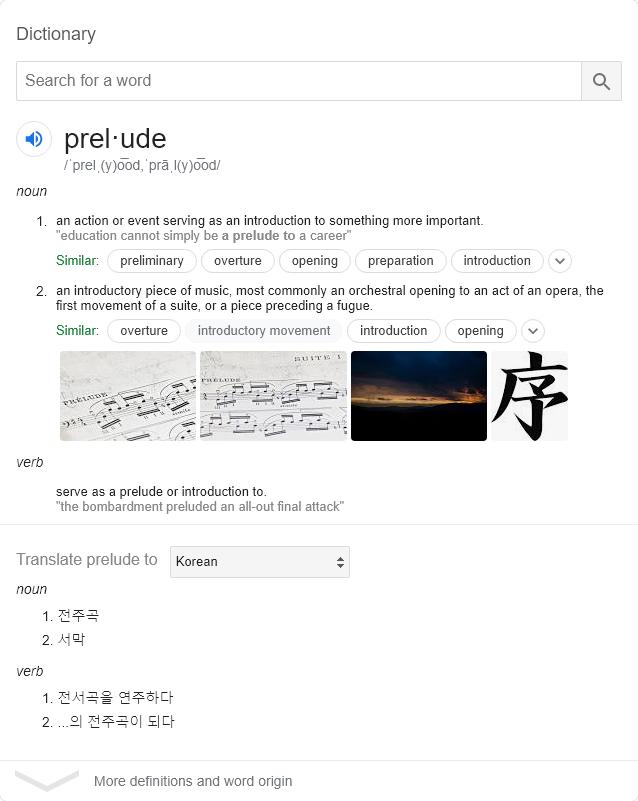 Dictionary
Search for a word
prel·ude
/ˈprelˌ(y)o͞od,ˈprāˌl(y)o͞od/
noun
1. an action or event serving as an introduction to something more important.
"education cannot simply be a prelude to a career"
Similar: preliminary overture opening preparation introduction
2. an introductory piece of music, most commonly an orchestral opening to an act of an opera, the
first movement of a suite, or a piece preceding a fugue.
Similar: overture introductory movement introduction opening
PRÉLUDE
SUITE I
PRÉLUDE
序
verb
serve as a prelude or introduction to.
"the bombardment preluded an all-out final attack"
Translate prelude to Korean
noun
1. 전주곡
2. 서막
verb
1. 전서곡을 연주하다
2. ...의 전주곡이 되다
More definitions and word origin